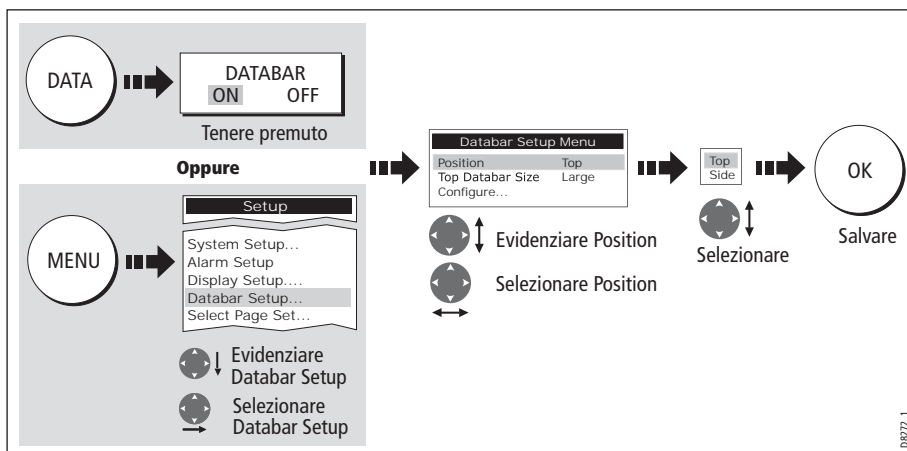 DATA
DATABAR
ON OFF
Tenere premuto
Oppure
MENU
Setup
System Setup...
Alarm Setup
Display Setup....
Databar Setup...
Select Page Set...
Evidenziare
Databar Setup
Selezionare
Databar Setup
Databar Setup Menu
Position Top
Top Databar Size Large
Configure...
Evidenziare Position
Selezionare Position
Top
Side
Selezionare
OK
Salvare
D8272_1